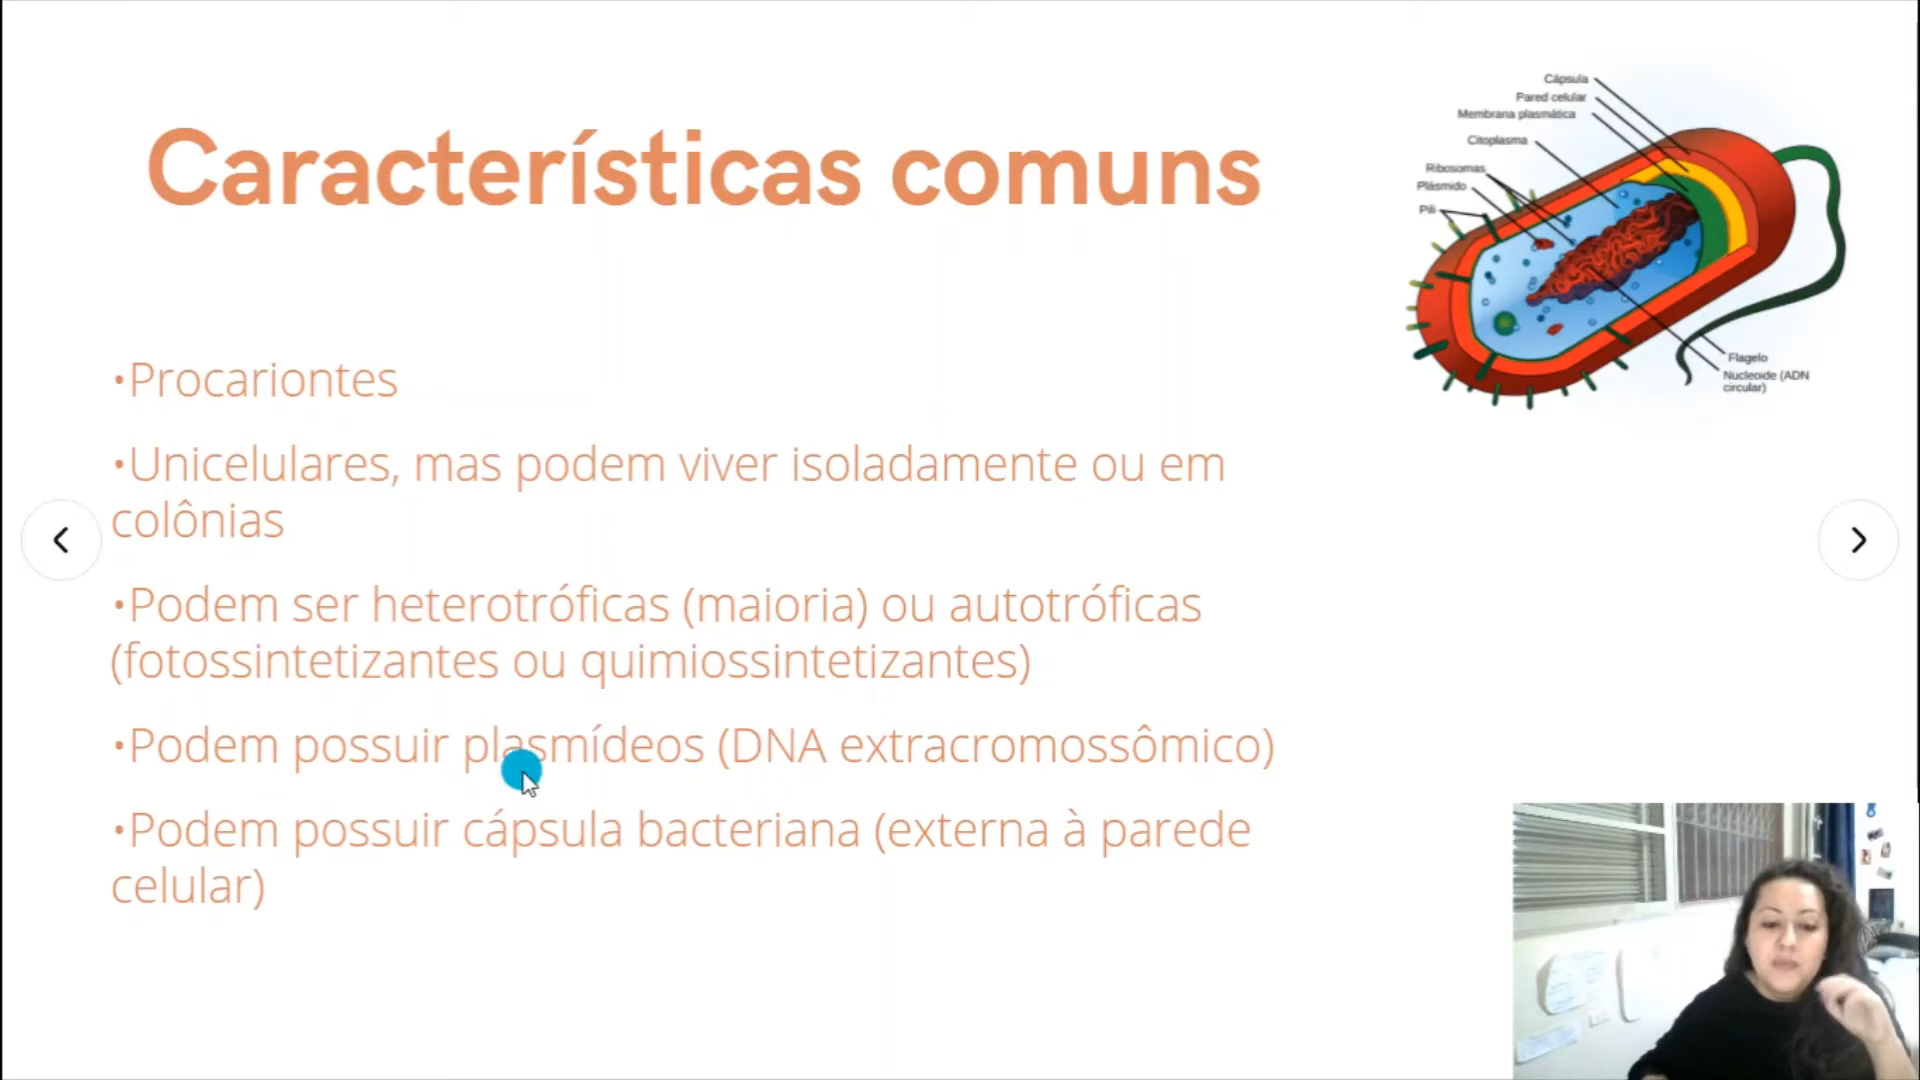 Características comuns
Cápsula
Pared celular
Membrana plasmática
Citoplasma
Ribosomas
Plásmido
Pili
Flagelo
Nucleoide (ADN
circular)
•Procariontes
•Unicelulares, mas podem viver isoladamente ou em
colônias
•Podem ser heterotróficas (maioria) ou autotróficas
(fotossintetizantes ou quimiossintetizantes)
•Podem possuir plasmídeos (DNA extracromossômico)
•Podem possuir cápsula bacteriana (externa à parede
celular)